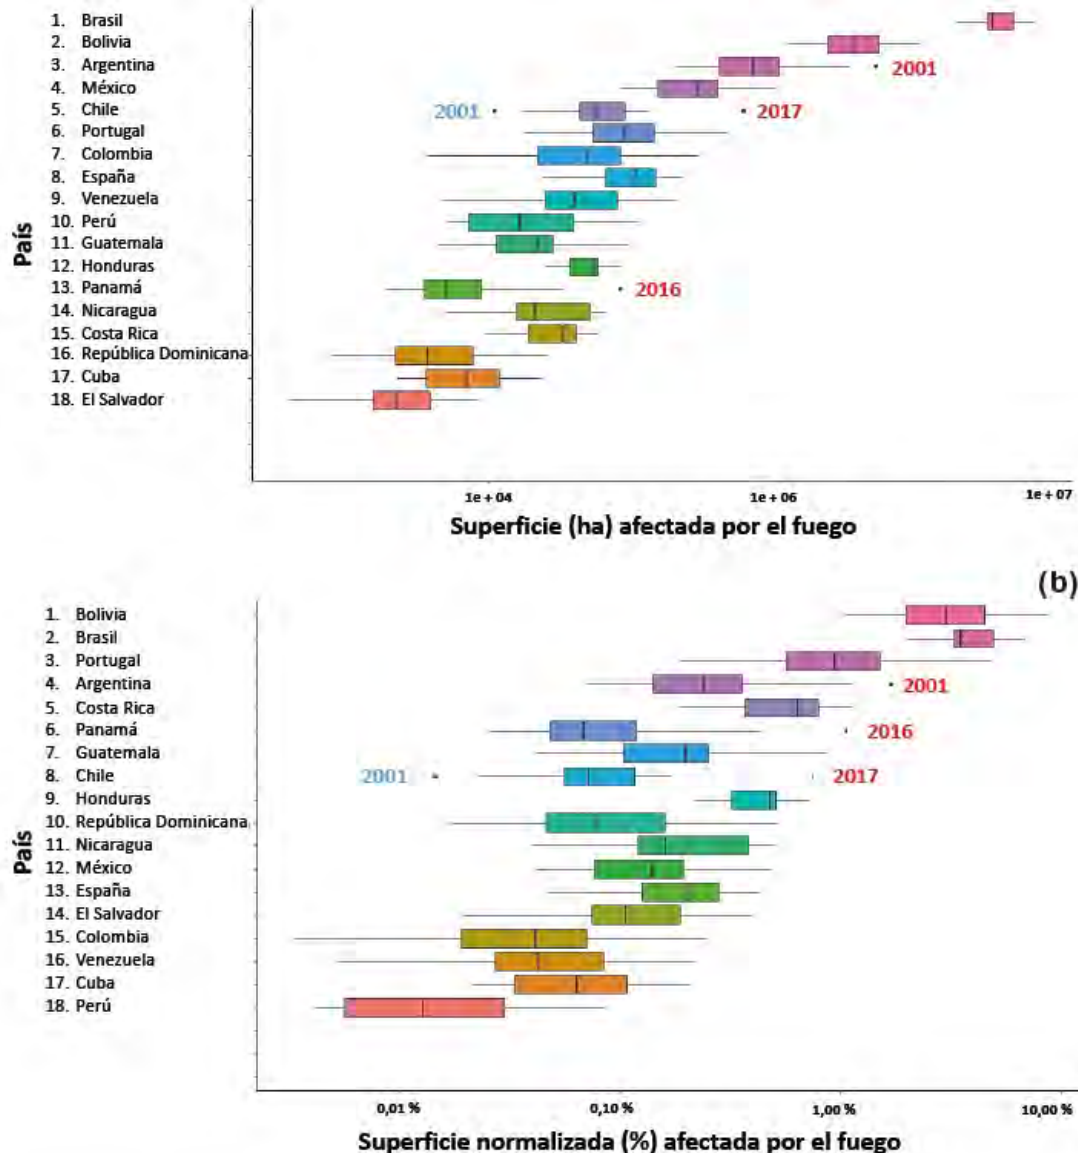 1. Brasil
2. Bolivia
3. Argentina
2001
4. México
5. Chile
2001
2017
6. Portugal
7. Colombia
8. España
9. Venezuela
10. Perú
11. Guatemala
12. Honduras
13. Panamá
2016
14. Nicaragua
15. Costa Rica
16. República Dominicana
17. Cuba
18. El Salvador
País
1e + 04
1e + 06
1e + 07
Superficie (ha) afectada por el fuego
(b)
1. Bolivia
2. Brasil
3. Portugal
4. Argentina
2001
5. Costa Rica
6. Panamá
2016
7. Guatemala
8. Chile
2001
2017
9. Honduras
10. República Dominicana
11. Nicaragua
12. México
13. España
14. El Salvador
15. Colombia
16. Venezuela
17. Cuba
18. Perú
País
0,01 %
0,10 %
1,00 %
10,00 %
Superficie normalizada (%) afectada por el fuego